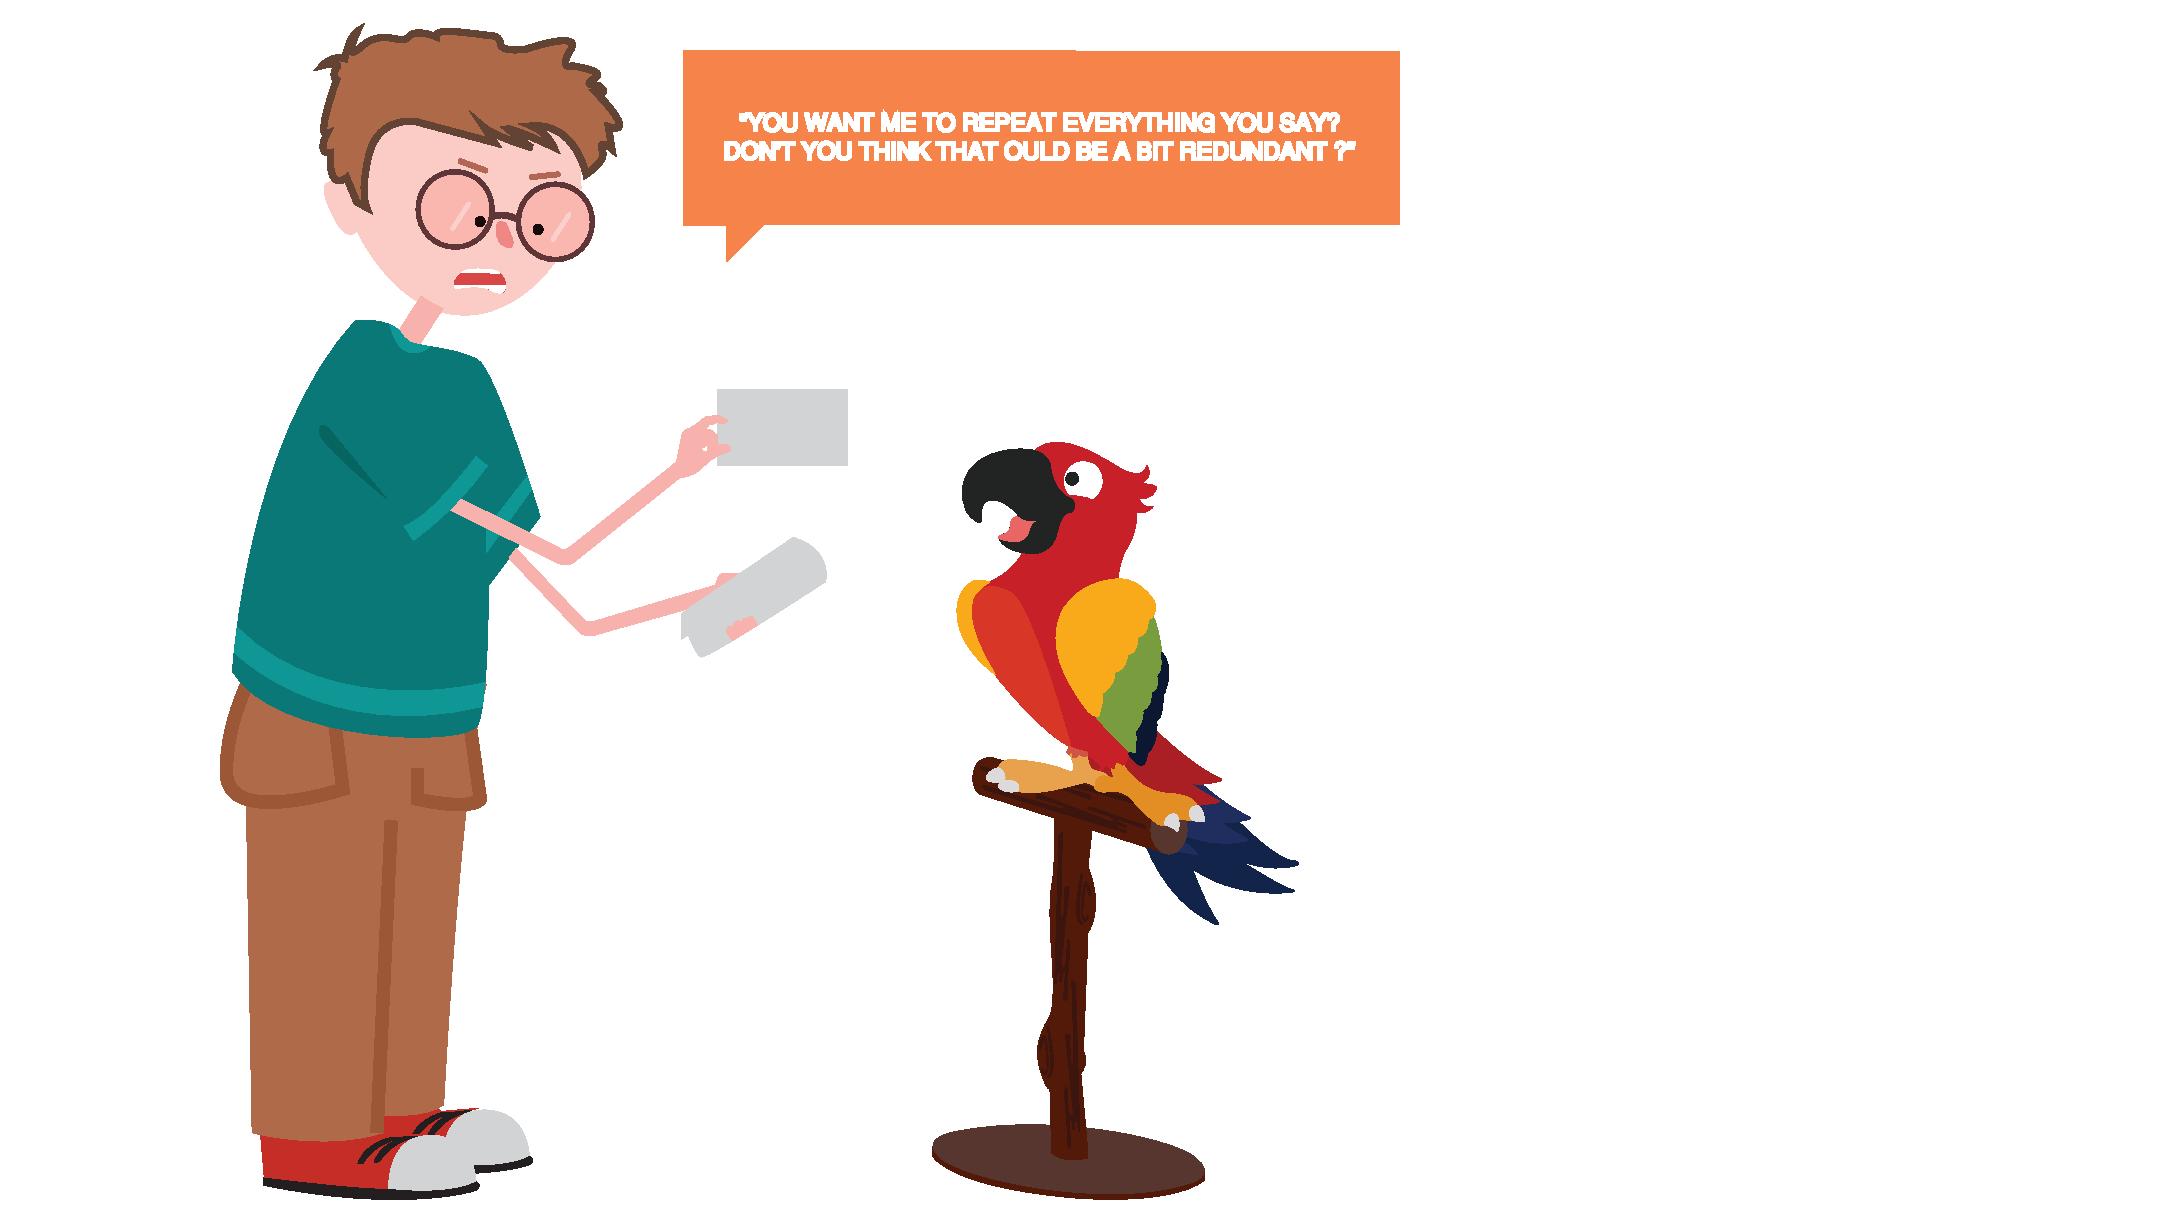 "YOU WANT ME TO REPEAT EVERYTHING YOU SAY?
DON'T YOU THINK THAT OULD BE A BIT REDUNDANT ?"